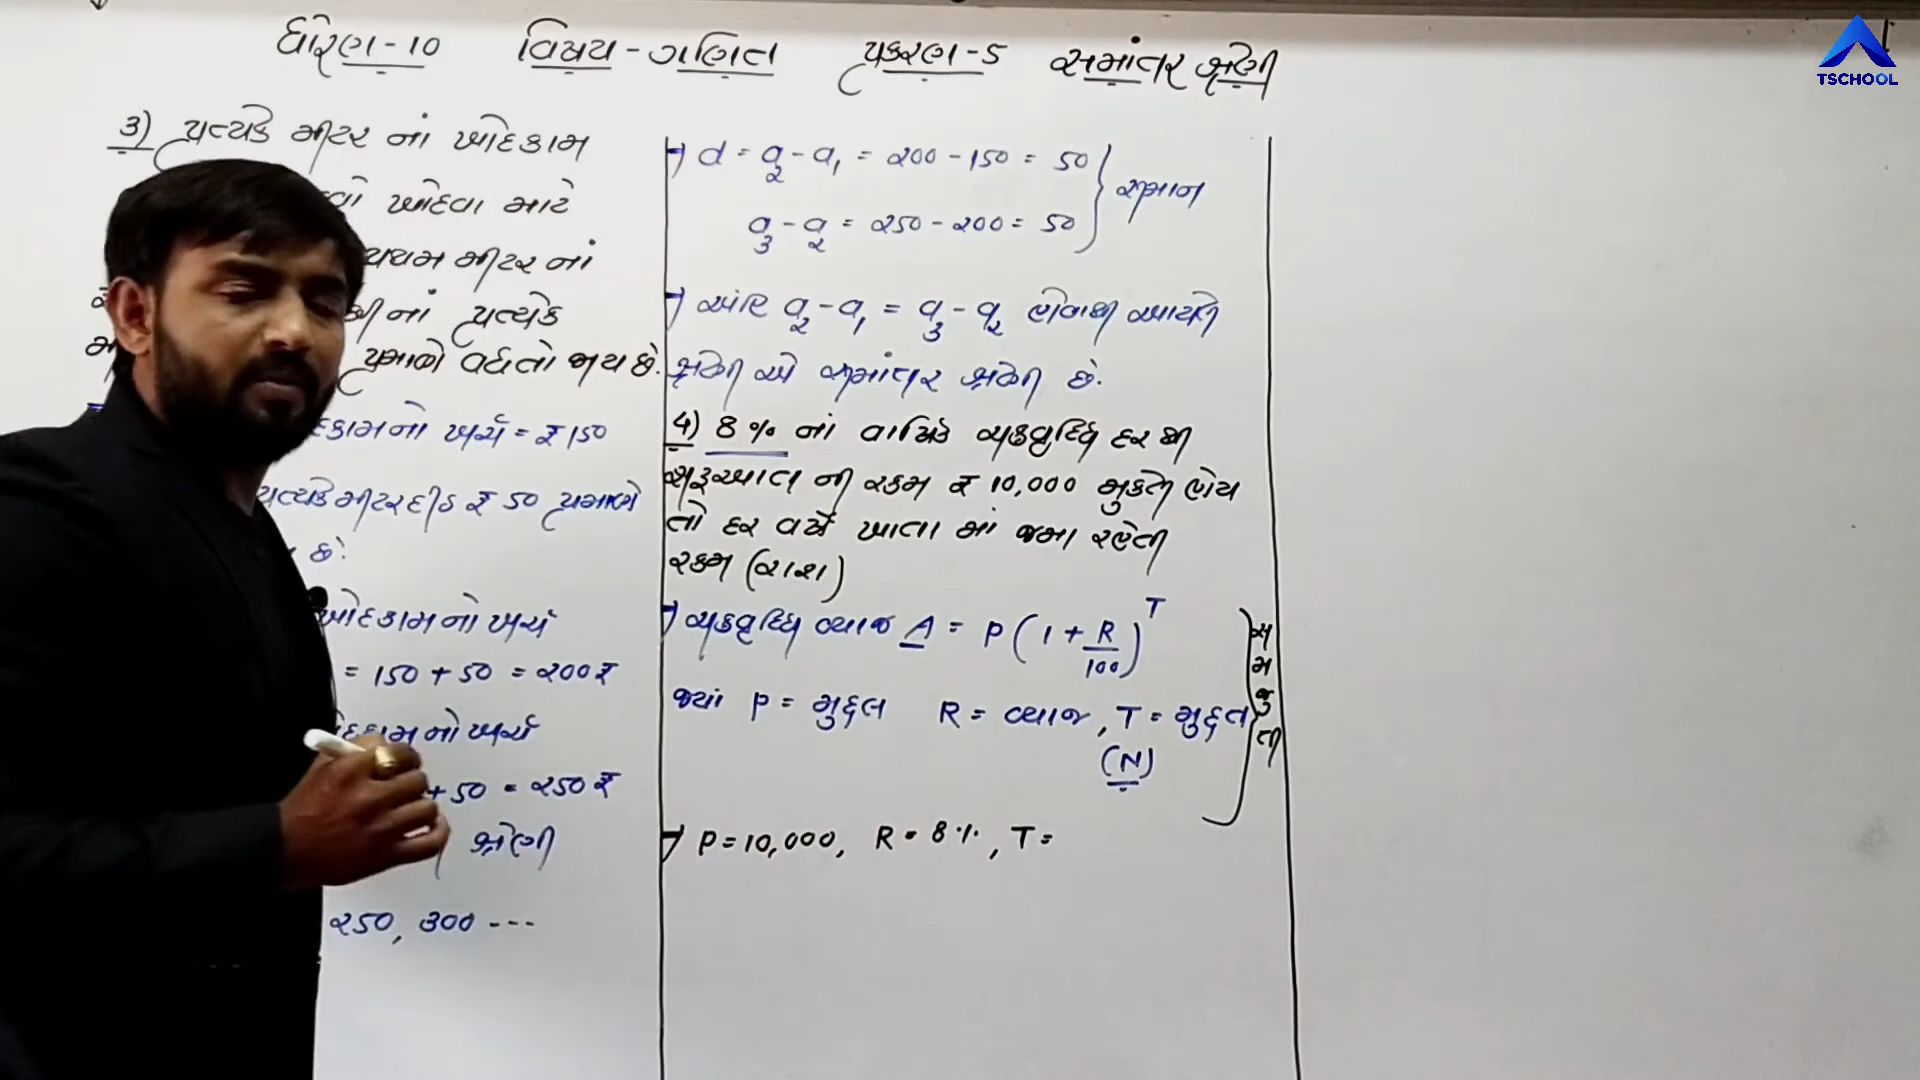 ધોરણ-10 વિષય-ગણિત પ્રકરણ-5 સમાંતર શ્રેણી
TSCHOOL
3) પ્રત્યેક મીટર નાં ખોદકામ
ખોદવા માટે
પ્રથમ મીટર નાં
નાં પ્રત્યેક
પ્રમાણે વધતો જાય છે.
ખર્ચ = ₹150
પ્રત્યેક મીટર દીઠ ₹ 50 પ્રમાણે
છે.
ખોદકામનો ખર્ચ
= 150 + 50 = 200 ₹
ખોદકામનો ખર્ચ
+ 50 = 250 ₹
શ્રેણી
250, 300 ---
→ d = a₂ - a₁ = 200 - 150 = 50
a₃ - a₂ = 250 - 200 = 50
સમાન
→ અહિં a₂ - a₁ = a₃ - a₂ હોવાથી આપેલ
શ્રેણી એ સમાંતર શ્રેણી છે.
4) 8% નાં વાર્ષિક ચક્રવૃદ્ધિ દર થી
શરૂઆત ની રકમ ₹ 10,000 મુકતે હોય
તો દર વર્ષે ખાતા માં જમા રહેતી
રકમ (રાશ)
→ ચક્રવૃદ્ધિ વ્યાજ A = P(1 + R/100)^T
જ્યાં P = મુદ્દલ R = વ્યાજ, T = મુદ્દત
(N)
સમજુતી
→ P = 10,000, R = 8%, T =